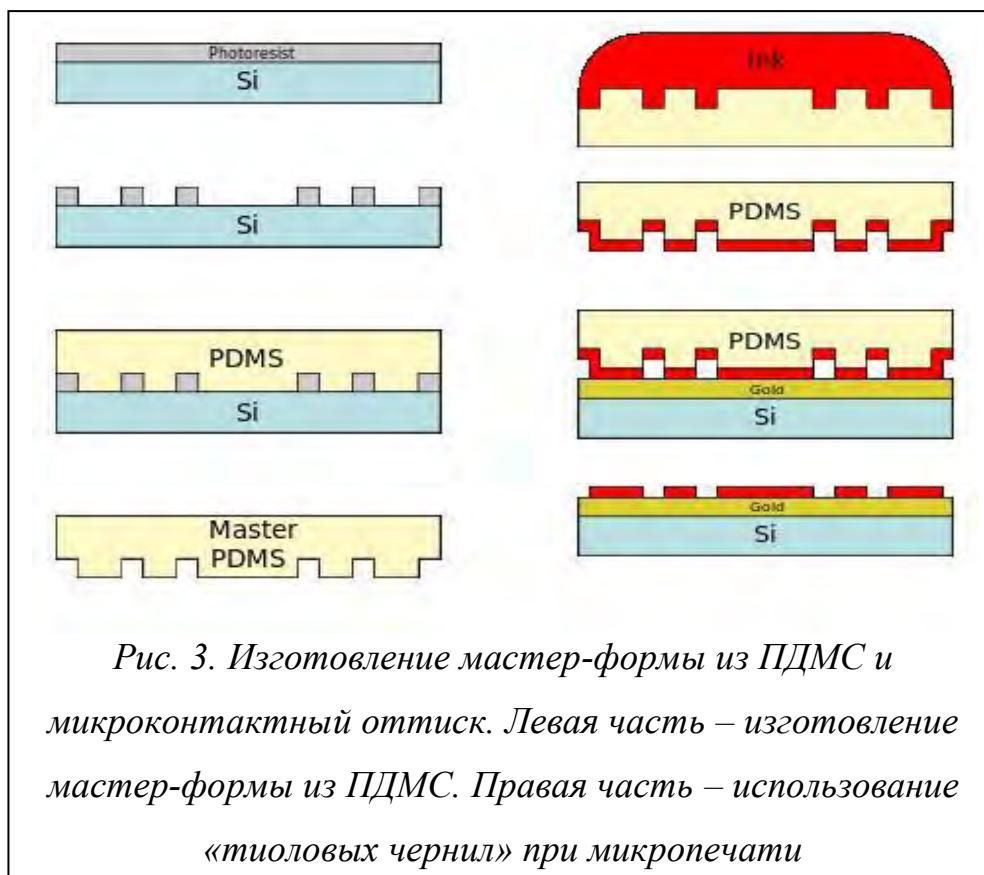 Photoresist
Si
Si
PDMS
Si
Master
PDMS
Ink
PDMS
PDMS
Gold
Si
Gold
Si
Рис. 3. Изготовление мастер-формы из ПДМС и
микроконтактный оттиск. Левая часть – изготовление
мастер-формы из ПДМС. Правая часть – использование
«тиоловых чернил» при микропечати